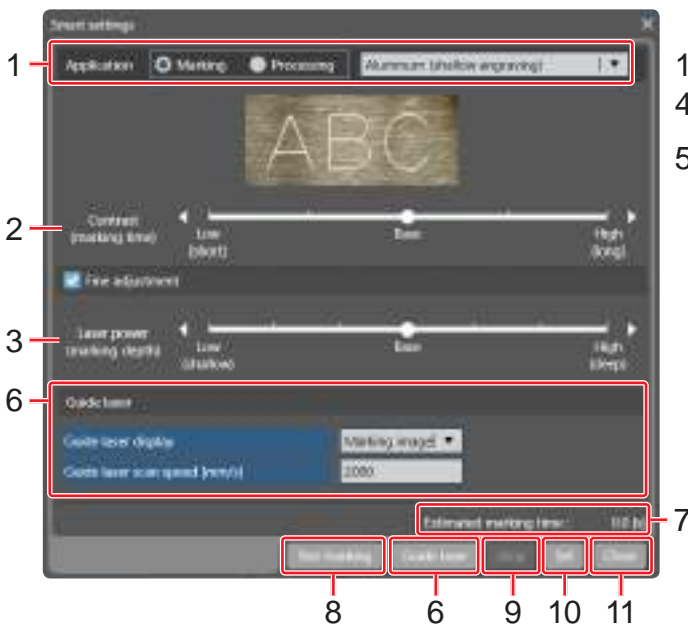 Smart settings
1 Application Marking Processing Aluminum (shallow engraving) 1
4
5
ABC
2 Contrast (marking time) Low (short) Base High (long)
Fine adjustment
3 Laser power (marking depth) Low (shallow) Base High (deep)
6 Guide laser
Guide laser display Marking image
Guide laser scan speed [mm/s] 2000
Estimated marking time: 7
Test marking Guide laser Stop Set Close
8 6 9 10 11